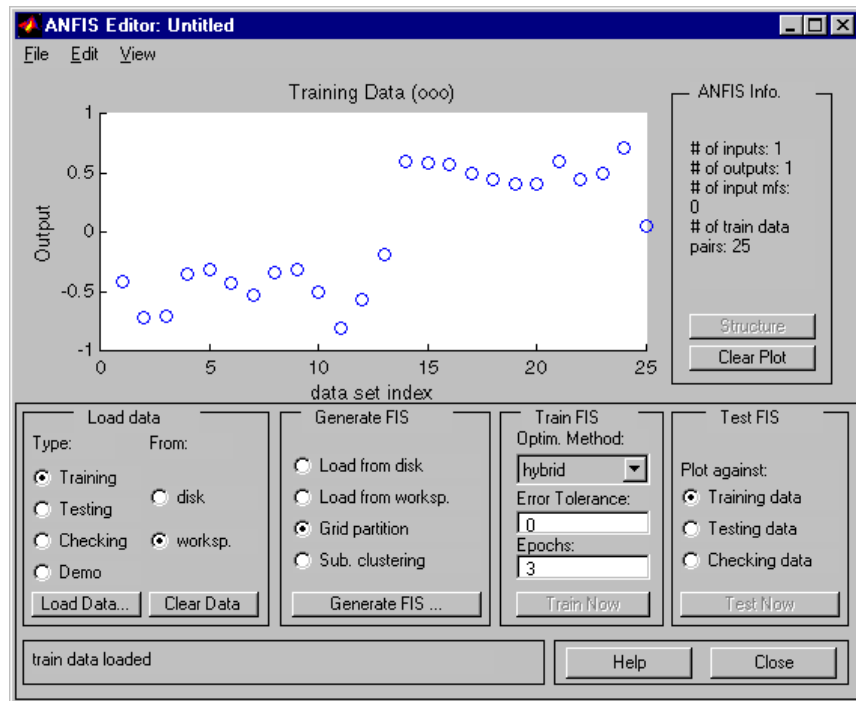 ANFIS Editor: Untitled
File Edit View
Training Data (ooo)
1
0.5
0
-0.5
-1
Output
0 5 10 15 20 25
data set index
ANFIS Info.
# of inputs: 1
# of outputs: 1
# of input mfs:
0
# of train data
pairs: 25
Structure
Clear Plot
Load data
Type: From:
Training
disk
Testing
Checking
worksp.
Demo
Load Data... Clear Data
Generate FIS
Load from disk
Load from worksp.
Grid partition
Sub. clustering
Generate FIS ...
Train FIS
Optim. Method:
hybrid
Error Tolerance:
0
Epochs:
3
Train Now
Test FIS
Plot against:
Training data
Testing data
Checking data
Test Now
train data loaded
Help Close